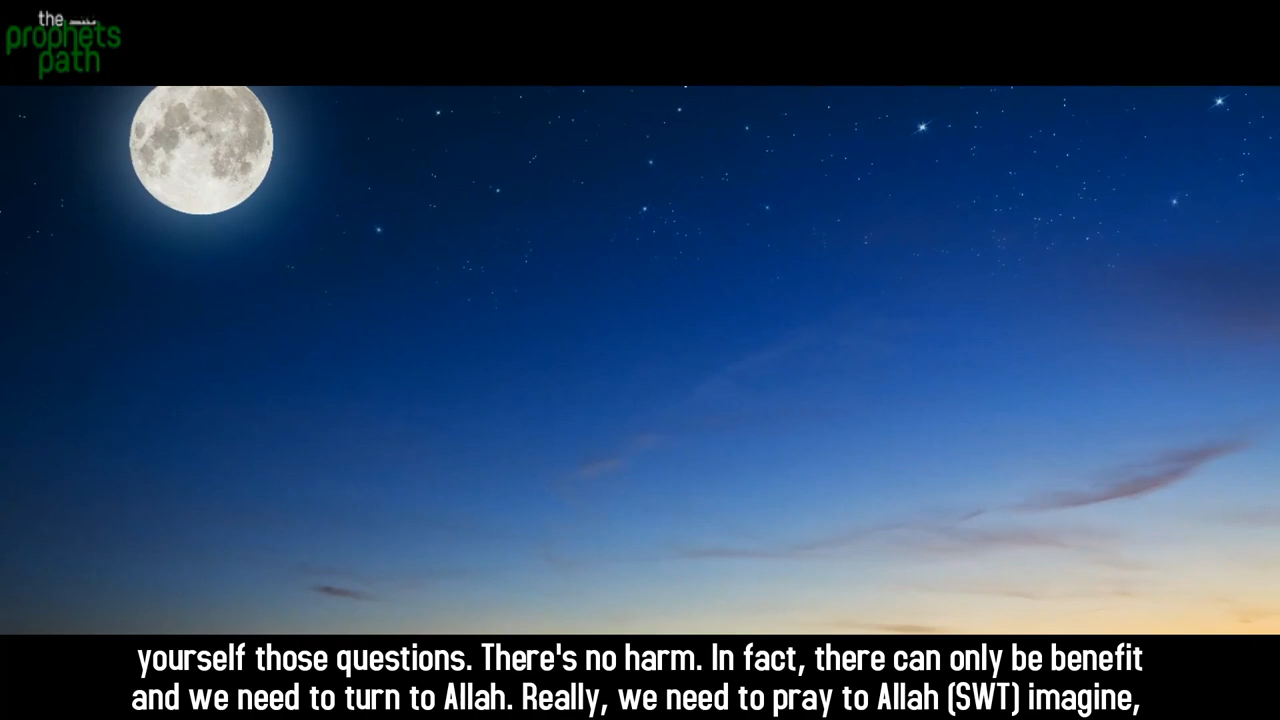 the
prophets
path
yourself those questions. There's no harm. In fact, there can only be benefit
and we need to turn to Allah. Really, we need to pray to Allah (SWT) imagine,